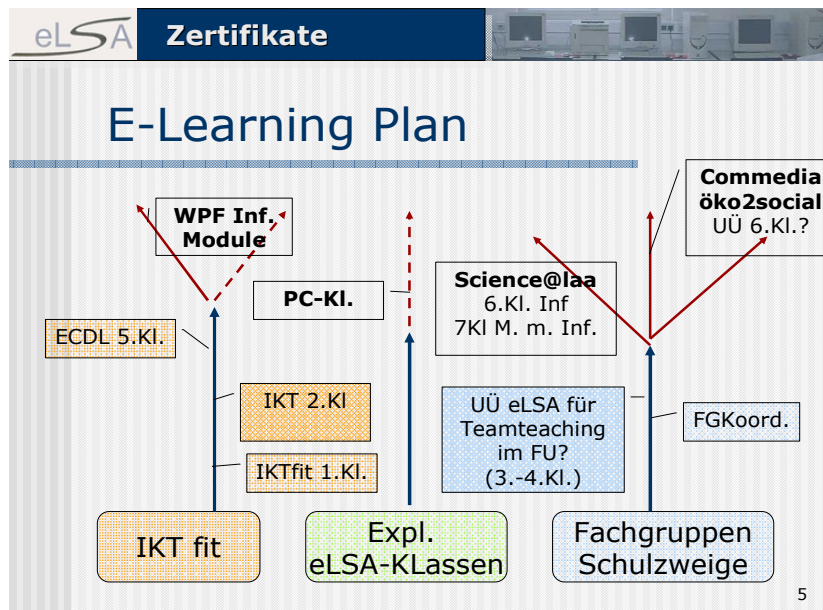 eLSA
Zertifikate
E-Learning Plan
WPF Inf.
Module
Commedia
öko2social
UÜ 6.Kl.?
PC-Kl.
Science@laa
6.Kl. Inf
7Kl M. m. Inf.
ECDL 5.Kl.
IKT 2.Kl
IKTfit 1.Kl.
UÜ eLSA für
Teamteaching
im FU?
(3.-4.Kl.)
FGKoord.
IKT fit
Expl.
eLSA-KLassen
Fachgruppen
Schulzweige
5